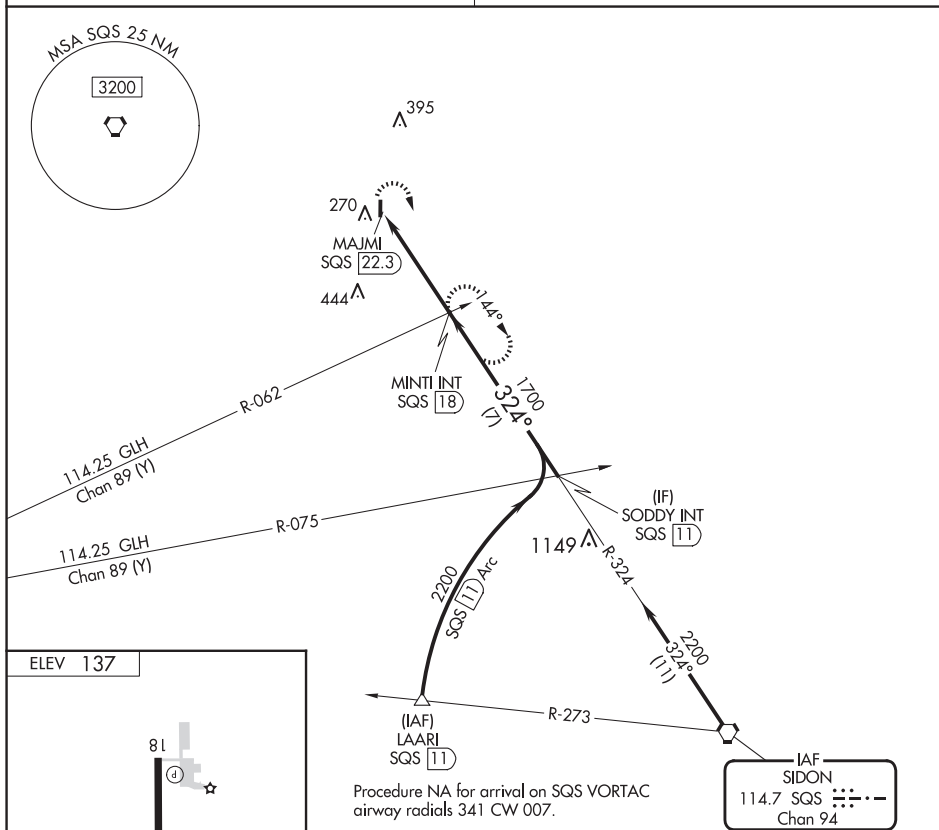 MSA SQS 25 NM
3200
395
270
MAJMI
SQS 22.3
444
144°
MINTI INT
SQS 18
1700
324°
(7)
R-062
114.25 GLH
Chan 89 (Y)
R-075
114.25 GLH
Chan 89 (Y)
(IF)
SODDY INT
SQS 11
1149
R-324
2200
SQS 11 Arc
2200
324°
(11)
ELEV 137
(IAF)
LAARI
SQS 11
R-273
18
P
IAF
SIDON
114.7 SQS
Chan 94
Procedure NA for arrival on SQS VORTAC
airway radials 341 CW 007.